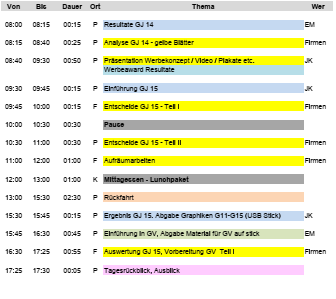 Von Bis Dauer Ort Thema Wer
08:00 08:15 00:15 P Resultate GJ 14 EM
08:15 08:40 00:25 P Analyse GJ 14 - gelbe Blätter Firmen
08:40 09:30 00:50 P Präsentation Werbekonzept / Video / Plakate etc. JK
Werbeaward Resultate
09:30 09:45 00:15 P Einführung GJ 15 JK
09:45 10:00 00:15 F Entscheide GJ 15 - Teil I Firmen
10:00 10:30 00:30 Pause
10:30 11:00 00:30 P Entscheide GJ 15 - Teil II Firmen
11:00 12:00 01:00 F Aufräumarbeiten Firmen
12:00 13:00 01:00 K Mittagessen - Lunchpaket
13:00 15:30 02:30 P Rückfahrt
15:30 15:45 00:15 P Ergebnis GJ 15. Abgabe Graphiken G11-G15 (USB Stick) JK
15:45 16:30 00:45 P Einführung in GV, Abgabe Material für GV auf stick EM
16:30 17:25 00:55 F Auswertung GJ 15, Vorbereitung GV Teil I Firmen
17:25 17:30 00:05 P Tagesrückblick, Ausblick